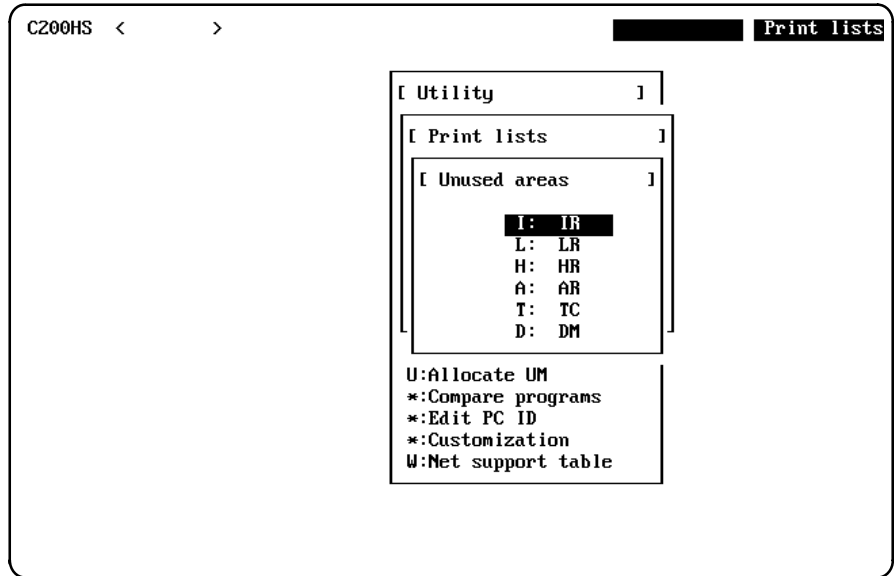 C200HS < > Print lists
[ Utility ]
[ Print lists ]
[ Unused areas ]
I: IR
L: LR
H: HR
A: AR
T: TC
D: DM
U:Allocate UM
*:Compare programs
*:Edit PC ID
*:Customization
W:Net support table